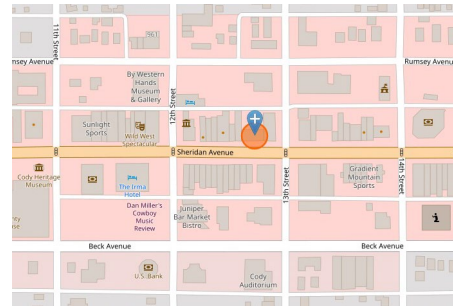 11th Street
361
msey Avenue
Rumsey Avenue
By Western
Hands
Museum
& Gallery
12th Street
Sunlight
Sports
Wild West
Spectacular
Sheridan Avenue
Cody Heritage
Museum
The Irma
Hotel
13th Street
Gradient
Mountain
Sports
14th Street
Dan Miller's
Cowboy
Music
Review
Juniper
Bar Market
Bistro
Beck Avenue
Beck Avenue
U.S. Bank
Cody
Auditorium